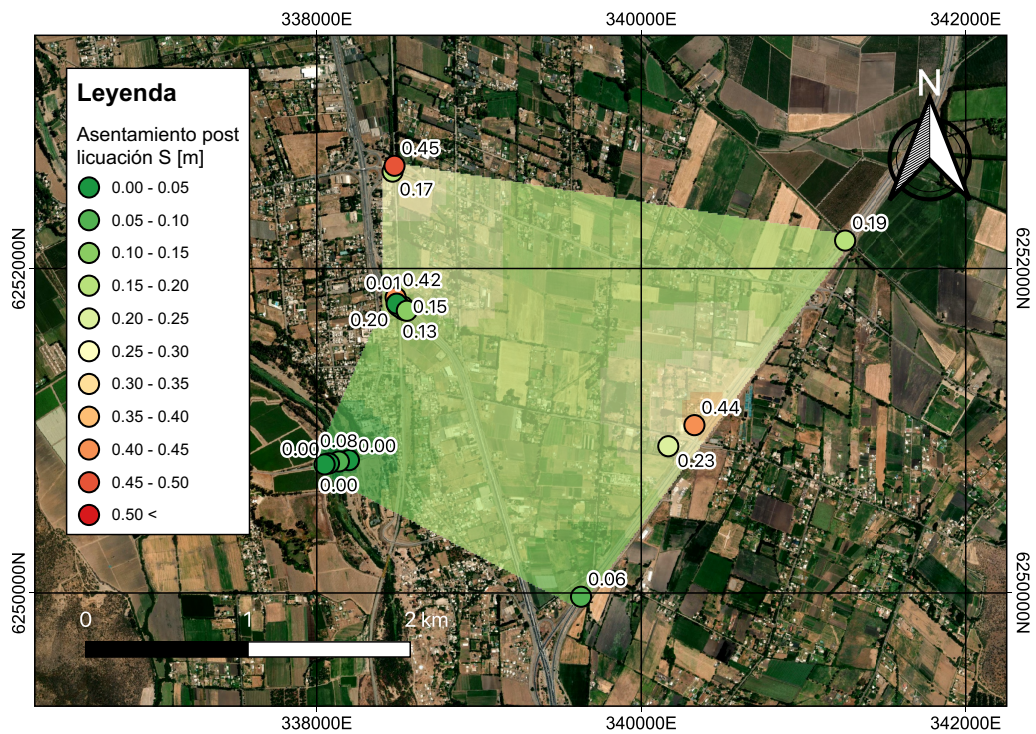 338000E
340000E
342000E
N
Leyenda
Asentamiento post
licuación S [m]
0.00 - 0.05
0.05 - 0.10
0.10 - 0.15
0.15 - 0.20
0.20 - 0.25
0.25 - 0.30
0.30 - 0.35
0.35 - 0.40
0.40 - 0.45
0.45 - 0.50
0.50 <
0.45
0.17
0.19
6252000N
6252000N
0.01
0.42
0.15
0.20
0.13
0.44
0.23
0.00
0.08
0.00
0.00
0.06
6250000N
6250000N
0
1
2 km
338000E
340000E
342000E